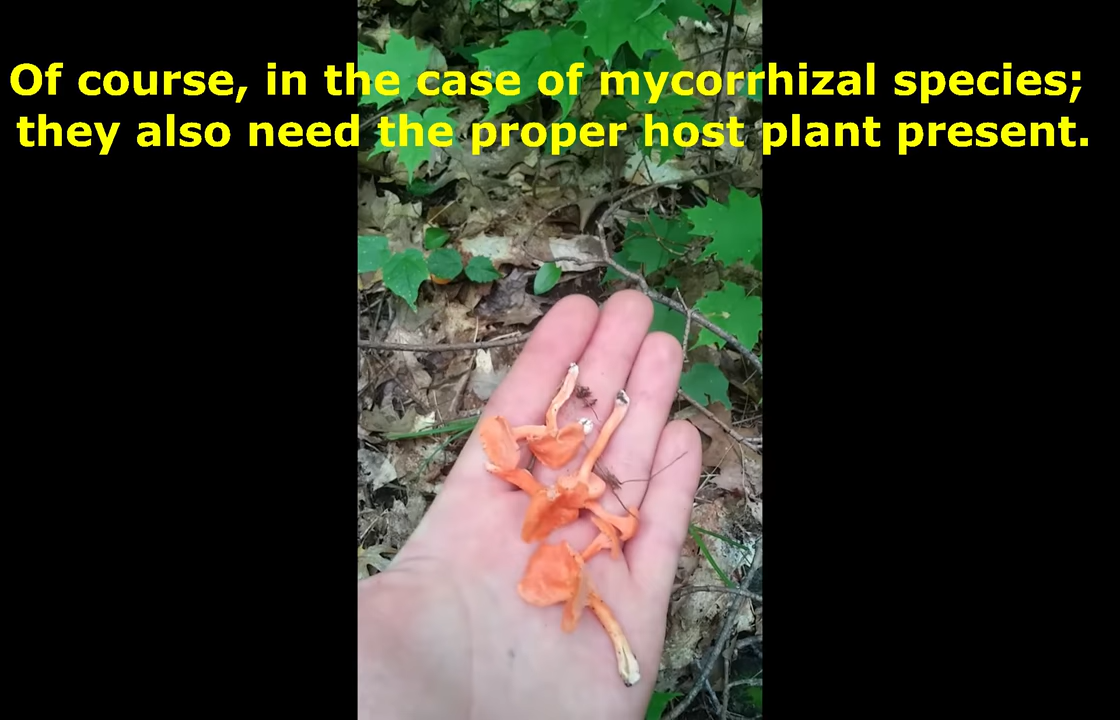 Of course, in the case of mycorrhizal species;
they also need the proper host plant present.